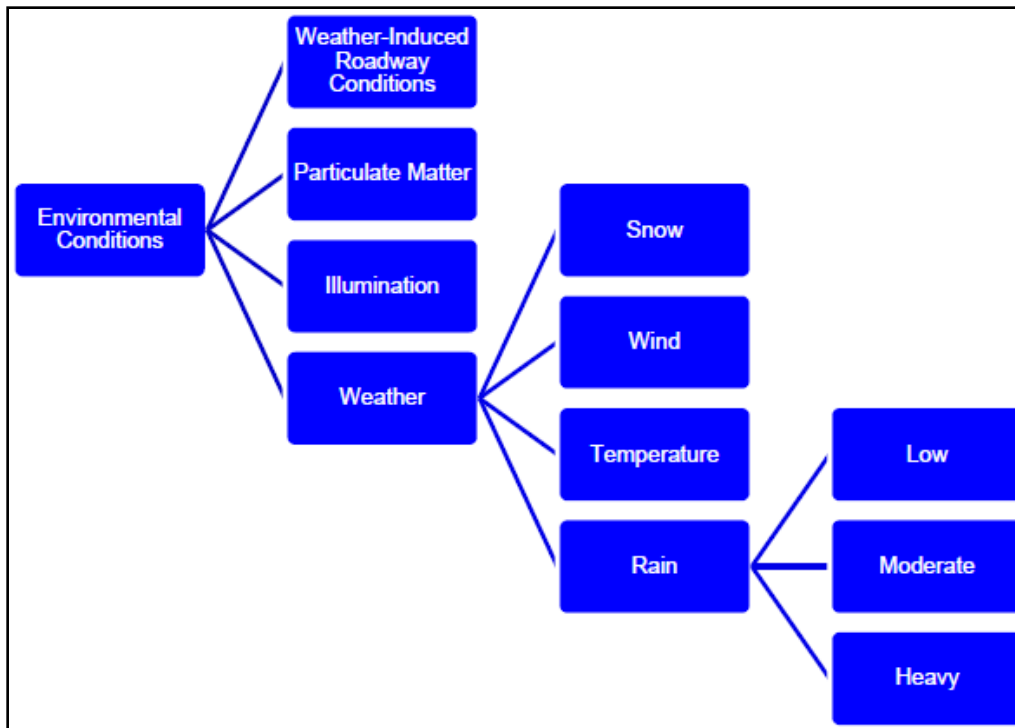 Weather-Induced
Roadway
Conditions
Particulate Matter
Environmental
Conditions
Snow
Illumination
Wind
Weather
Temperature
Low
Rain
Moderate
Heavy